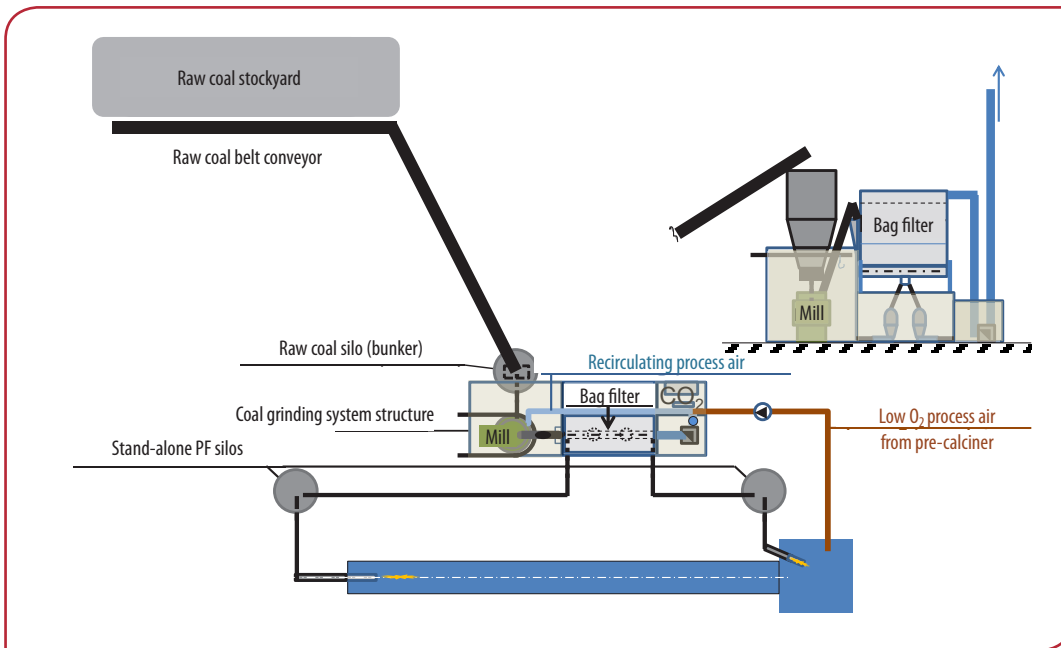 Raw coal stockyard
Raw coal belt conveyor
Bag filter
Mill
Raw coal silo (bunker)
Recirculating process air
Bag filter
CO2
Coal grinding system structure
Mill
Low O2 process air
from pre-calciner
Stand-alone PF silos